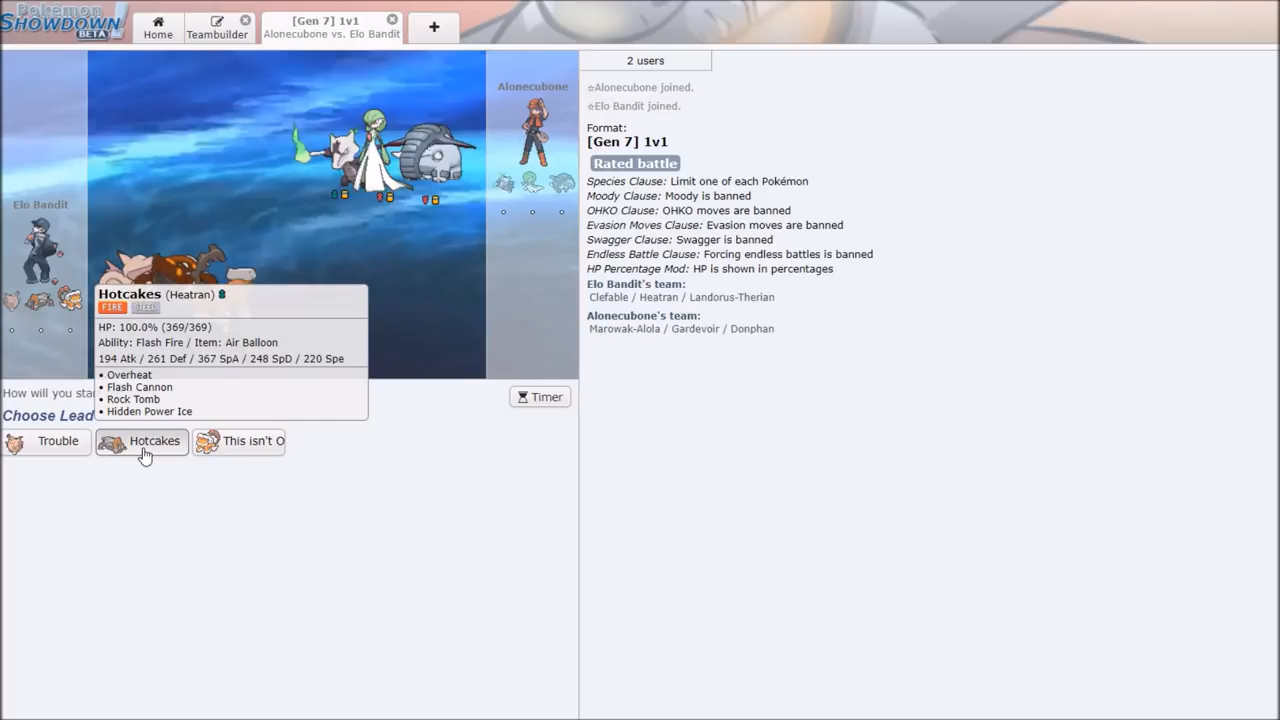 Pokémon
SHOWDOWN!
BETA
Home
Teambuilder
[Gen 7] 1v1
Alonecubone vs. Elo Bandit
+
2 users
☆Alonecubone joined.
☆Elo Bandit joined.
Format:
[Gen 7] 1v1
Rated battle
Species Clause: Limit one of each Pokémon
Moody Clause: Moody is banned
OHKO Clause: OHKO moves are banned
Evasion Moves Clause: Evasion moves are banned
Swagger Clause: Swagger is banned
Endless Battle Clause: Forcing endless battles is banned
HP Percentage Mod: HP is shown in percentages
Elo Bandit's team:
Clefable / Heatran / Landorus-Therian
Alonecubone's team:
Marowak-Alola / Gardevoir / Donphan
Alonecubone
Elo Bandit
Hotcakes (Heatran)
FIRE STEEL
HP: 100.0% (369/369)
Ability: Flash Fire / Item: Air Balloon
194 Atk / 261 Def / 367 SpA / 248 SpD / 220 Spe
• Overheat
• Flash Cannon
• Rock Tomb
• Hidden Power Ice
How will you sta
Timer
Choose Lead
Trouble
Hotcakes
This isn't O